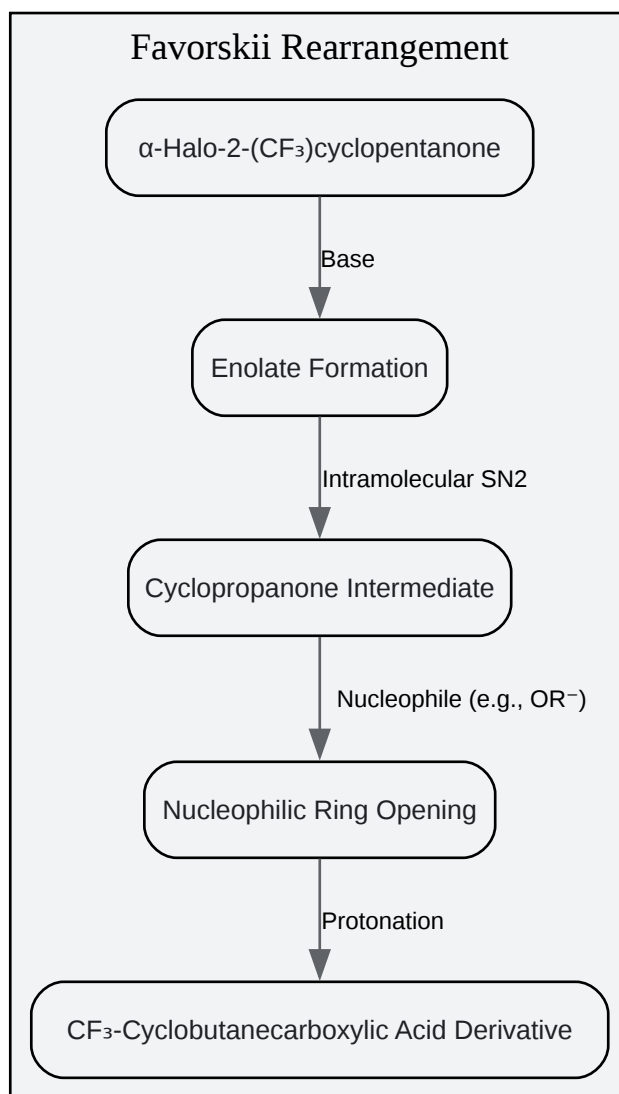 Favorskii Rearrangement
α-Halo-2-(CF₃)cyclopentanone
Base
Enolate Formation
Intramolecular SN2
Cyclopropanone Intermediate
Nucleophile (e.g., OR⁻)
Nucleophilic Ring Opening
Protonation
CF₃-Cyclobutanecarboxylic Acid Derivative